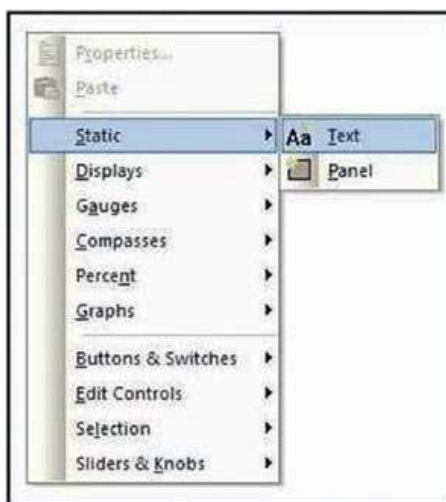 Properties...
Paste
Static
Aa Text
Panel
Displays
Gauges
Compasses
Percent
Graphs
Buttons & Switches
Edit Controls
Selection
Sliders & Knobs